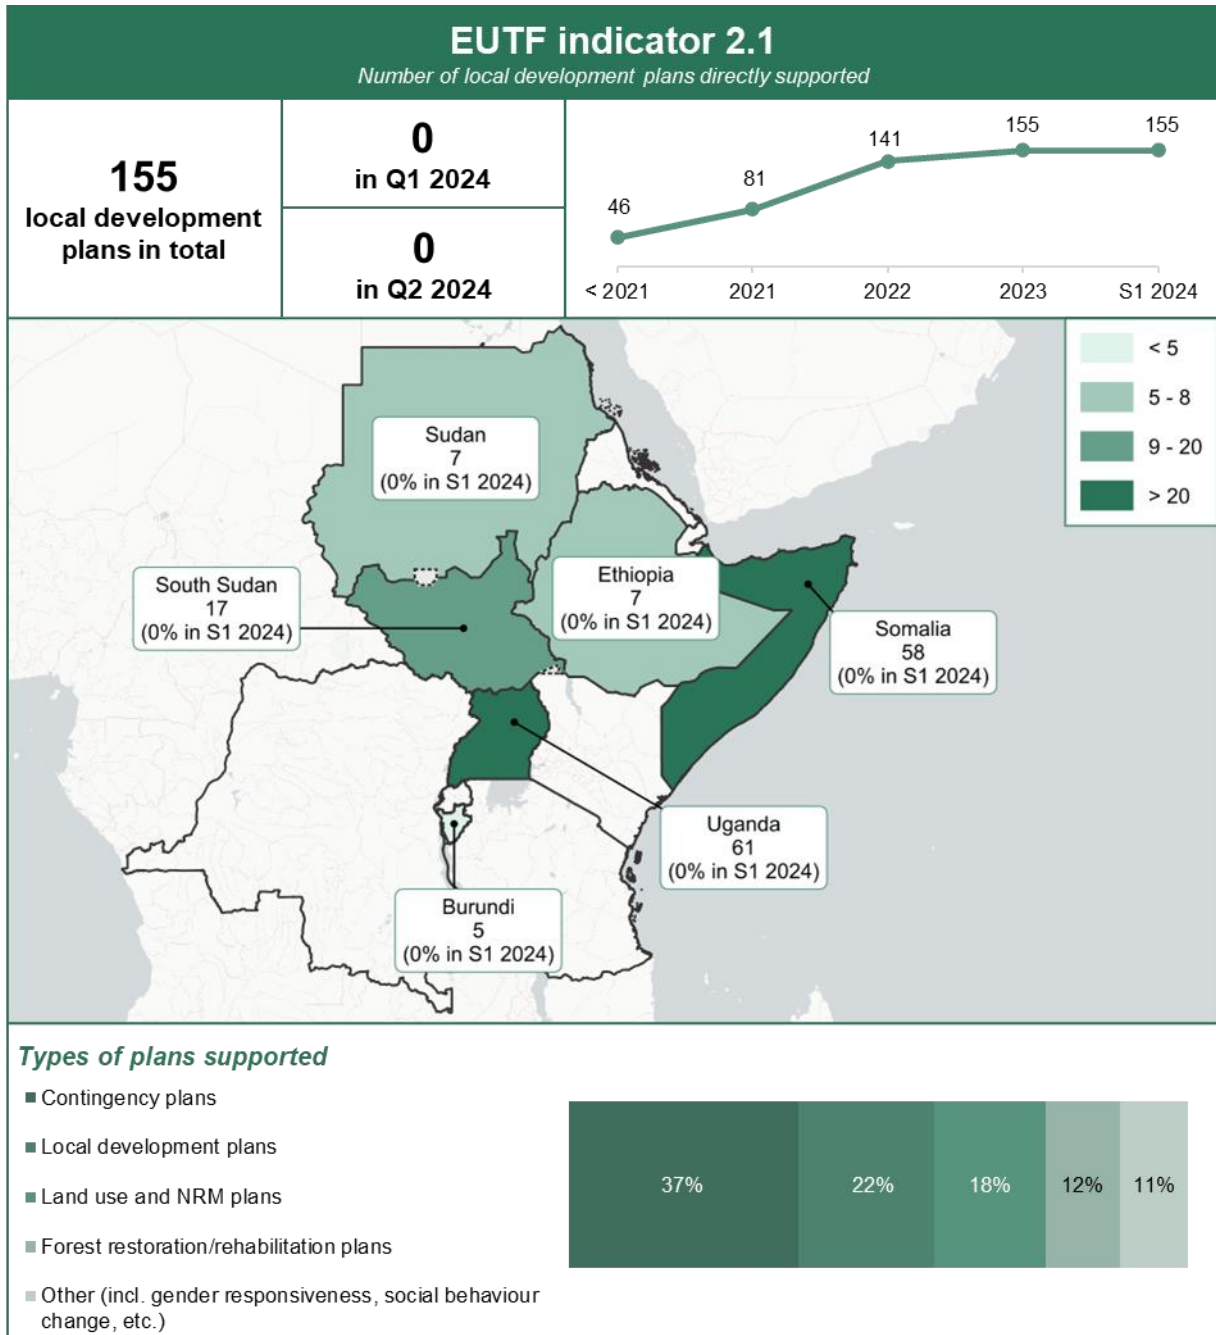 EUTF indicator 2.1
Number of local development plans directly supported
155
local development
plans in total
0
in Q1 2024
0
in Q2 2024
46
81
141
155
155
< 2021
2021
2022
2023
S1 2024
< 5
5 - 8
9 - 20
> 20
Sudan
7
(0% in S1 2024)
South Sudan
17
(0% in S1 2024)
Ethiopia
7
(0% in S1 2024)
Somalia
58
(0% in S1 2024)
Uganda
61
(0% in S1 2024)
Burundi
5
(0% in S1 2024)
Types of plans supported
Contingency plans
Local development plans
Land use and NRM plans
Forest restoration/rehabilitation plans
Other (incl. gender responsiveness, social behaviour
change, etc.)
37%
22%
18%
12%
11%